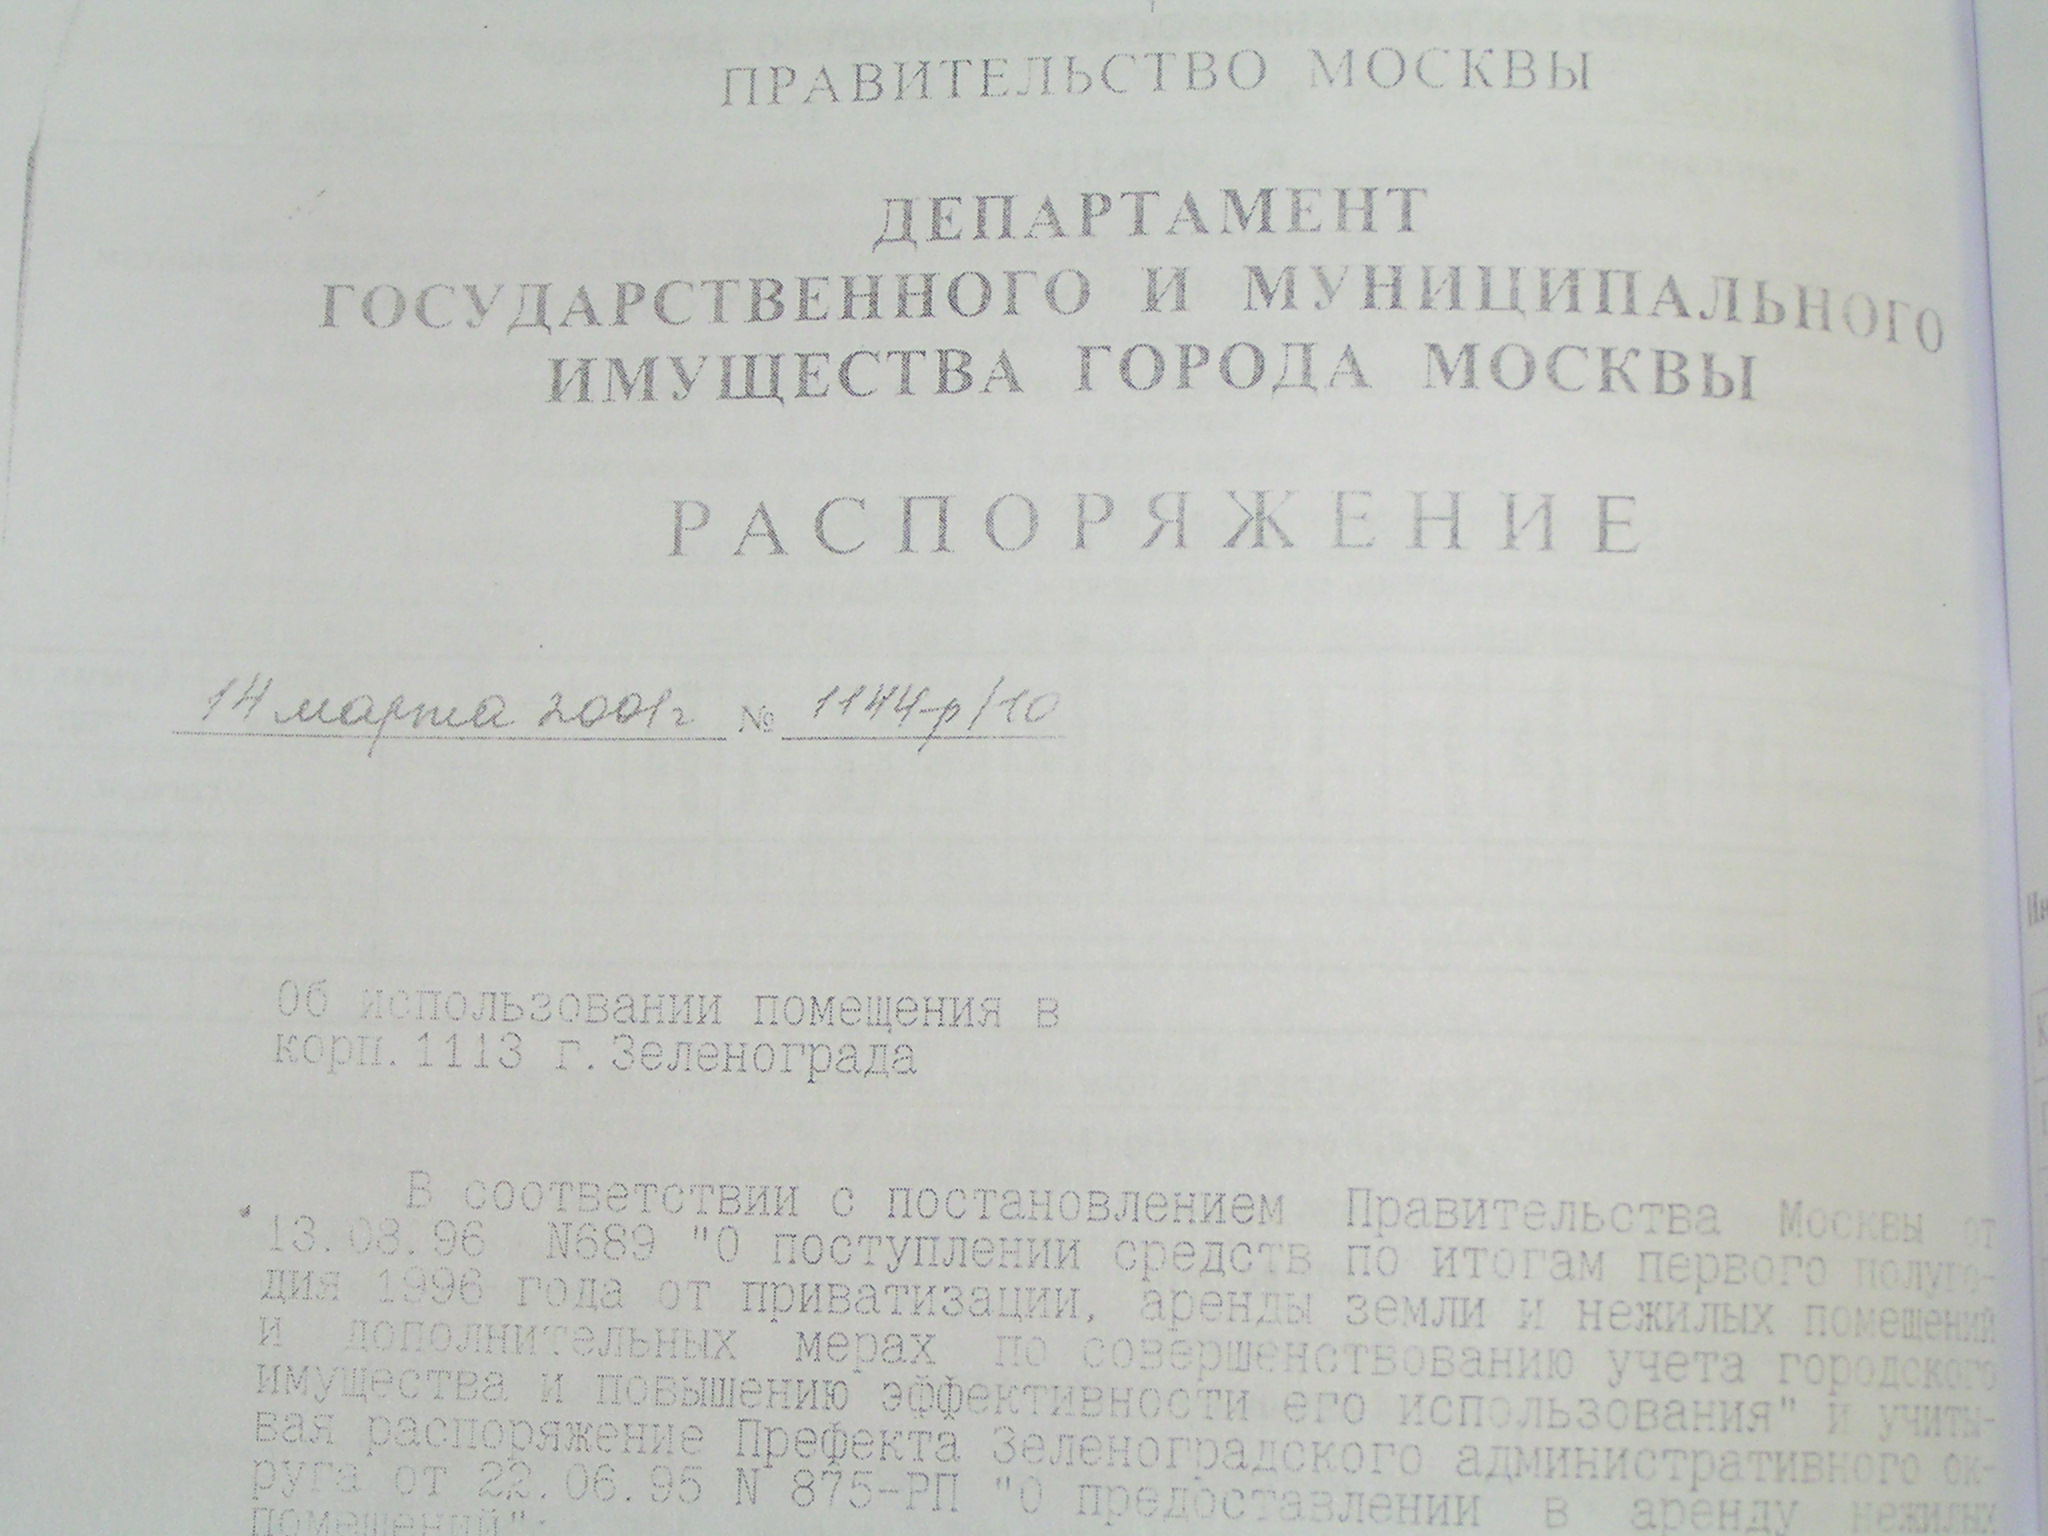 ПРАВИТЕЛЬСТВО МОСКВЫ
ДЕПАРТАМЕНТ
ГОСУДАРСТВЕННОГО И МУНИЦИПАЛЬНОГО
ИМУЩЕСТВА ГОРОДА МОСКВЫ
РАСПОРЯЖЕНИЕ
14 марта 2001г № 1144-р/10
Об использовании помещения в
корп.1113 г.Зеленограда
В соответствии с постановлением Правительства Москвы от
13.08.96 N689 "О поступлении средств по итогам первого полуго-
дия 1996 года от приватизации, аренды земли и нежилых помещений
и дополнительных мерах по совершенствованию учета городского
имущества и повышению эффективности его использования" и учиты-
вая распоряжение Префекта Зеленоградского административного ок-
руга от 22.06.95 N 875-РП "О предоставлении в аренду нежилых
помещений":